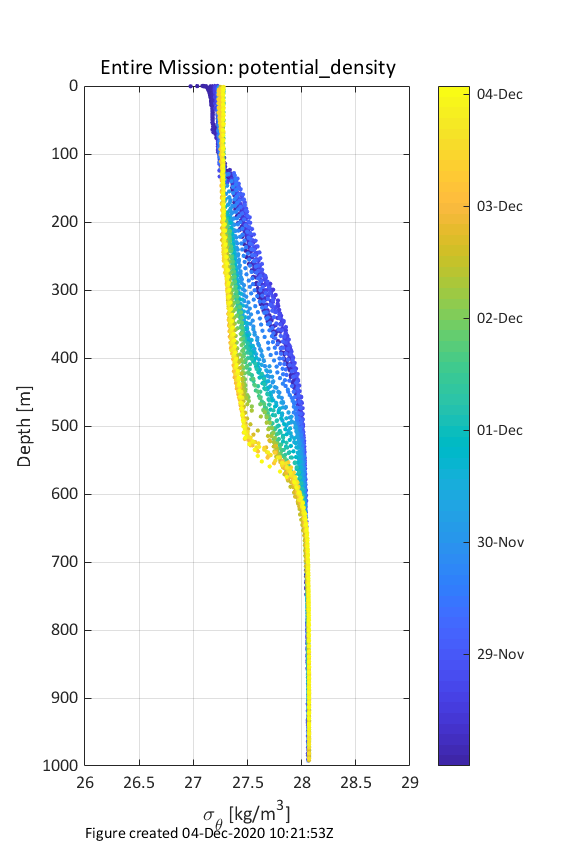 Entire Mission: potential_density
0
100
200
300
400
500
600
700
800
900
1000
Depth [m]
26
26.5
27
27.5
28
28.5
29
σθ [kg/m³]
04-Dec
03-Dec
02-Dec
01-Dec
30-Nov
29-Nov
Figure created 04-Dec-2020 10:21:53Z